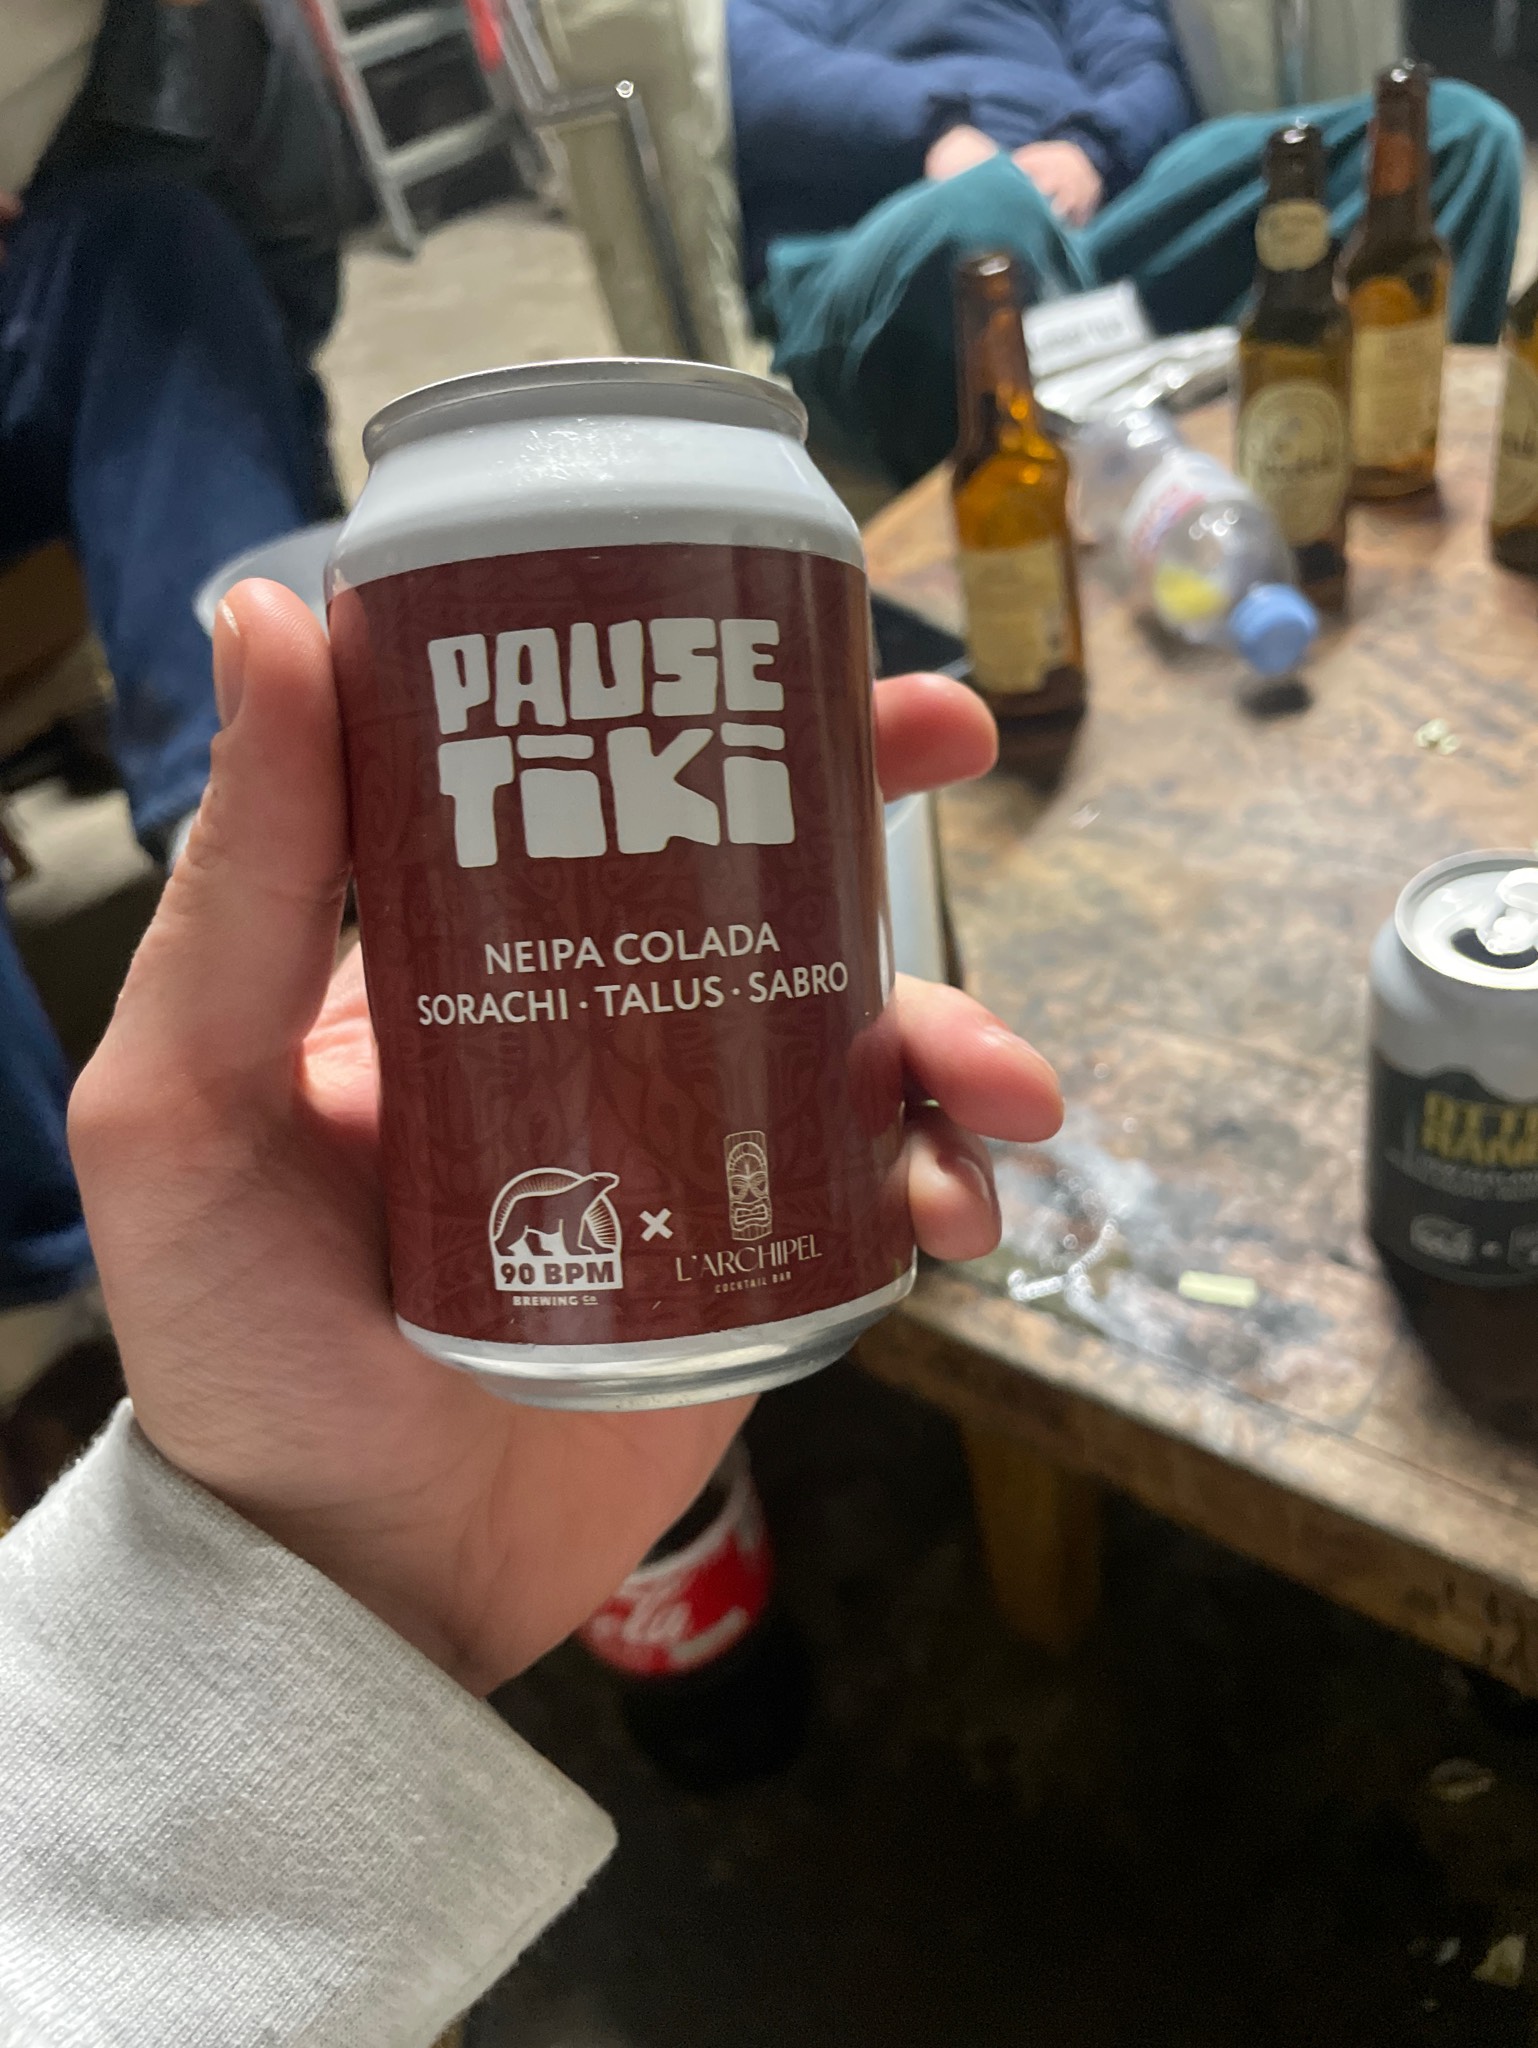 PAUSE
TiKi
NEIPA COLADA
SORACHI · TALUS · SABRO
90 BPM
BREWING Co
×
L'ARCHIPEL
COCKTAIL BAR